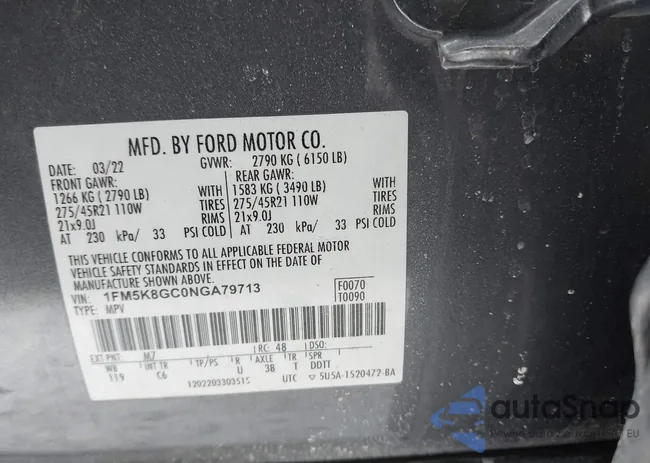 MFD. BY FORD MOTOR CO.
DATE: 03/22 GVWR: 2790 KG ( 6150 LB)
FRONT GAWR: REAR GAWR:
1266 KG ( 2790 LB) WITH 1583 KG ( 3490 LB) WITH
275/45R21 110W TIRES 275/45R21 110W TIRES
21x9.0J RIMS 21x9.0J RIMS
AT 230 kPa/ 33 PSI COLD AT 230 kPa/ 33 PSI COLD
THIS VEHICLE CONFORMS TO ALL APPLICABLE FEDERAL MOTOR
VEHICLE SAFETY STANDARDS IN EFFECT ON THE DATE OF
MANUFACTURE SHOWN ABOVE.
VIN: 1FM5K8GC0NGA79713 F0070
TYPE: MPV T0090
EXT PNT: M7 RC: 48 DSO:
WB INT TR TP/PS R AXLE TR SPR
119 C6 U 38 T DDTT
1202203303515 UTC 5U5A-1520472-BA
autoSnap